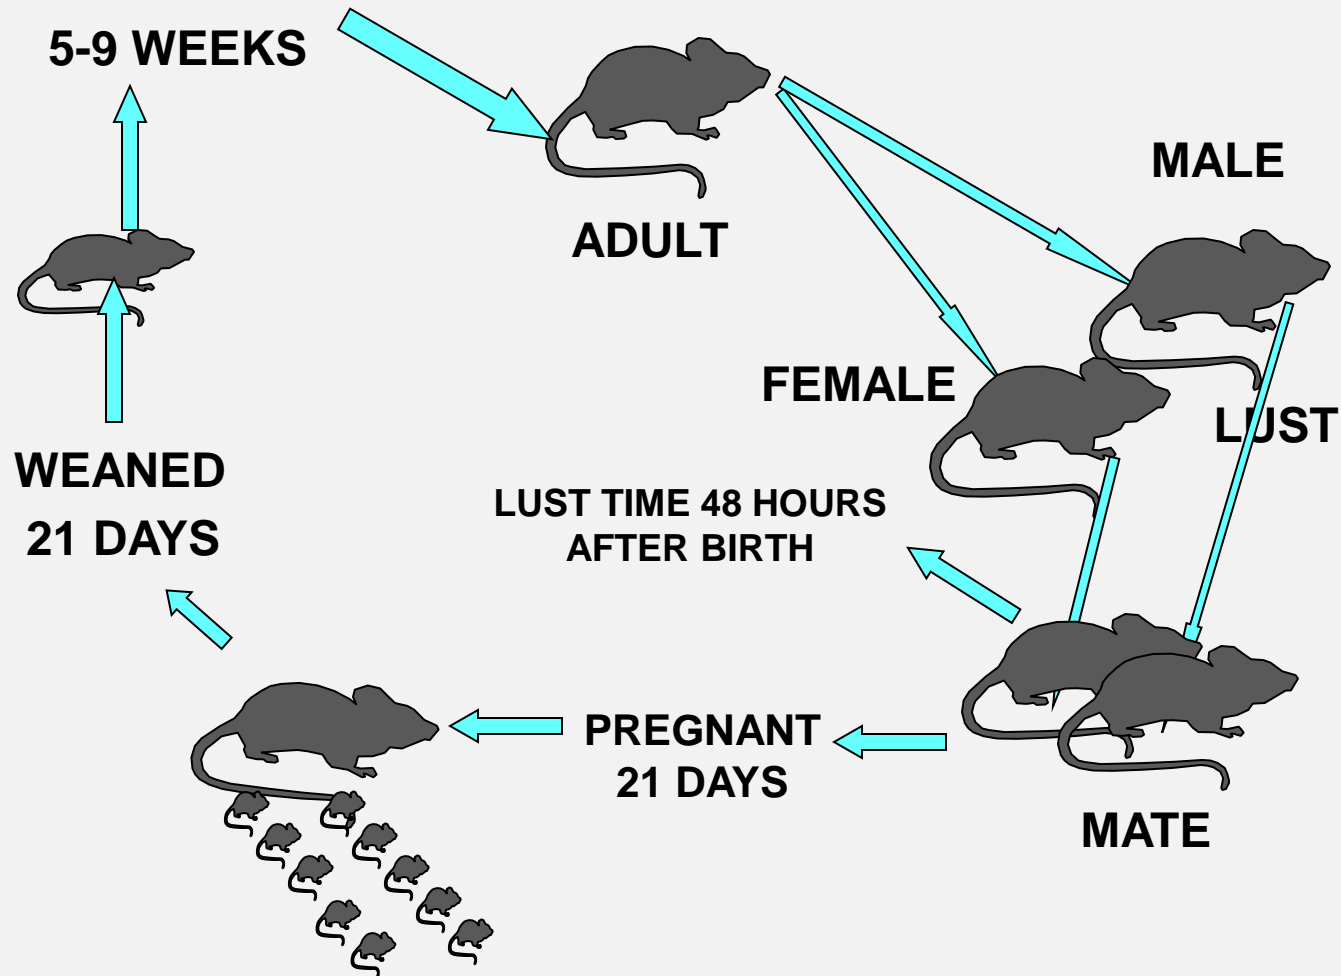 5-9 WEEKS
MALE
ADULT
FEMALE
LUST
WEANED
21 DAYS
LUST TIME 48 HOURS
AFTER BIRTH
PREGNANT
21 DAYS
MATE